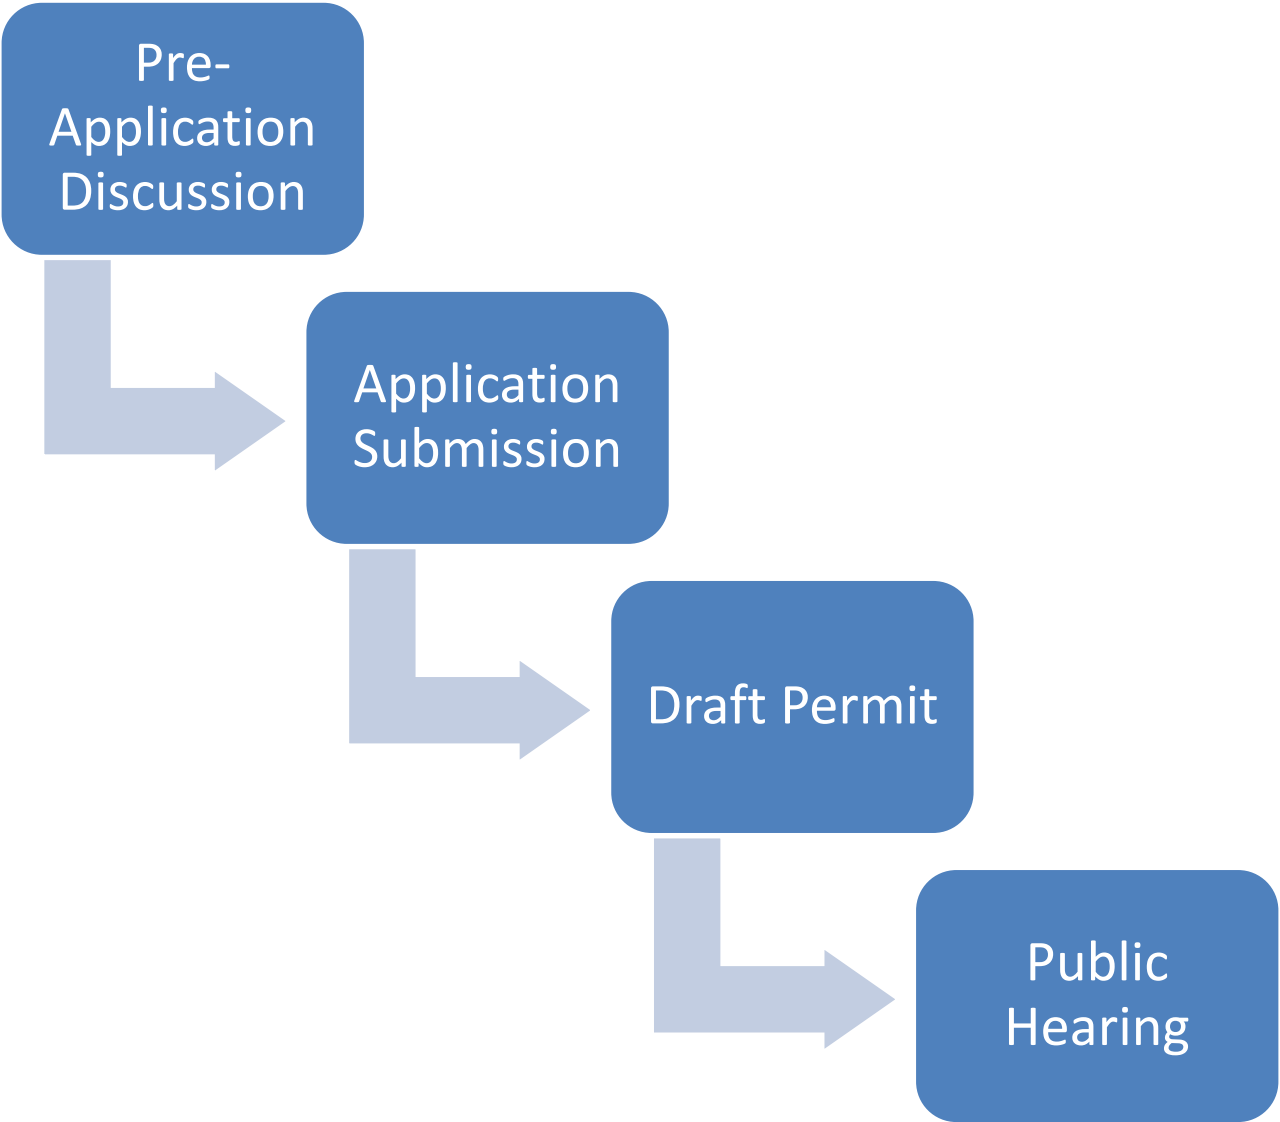 Pre-
Application
Discussion
Application
Submission
Draft Permit
Public
Hearing